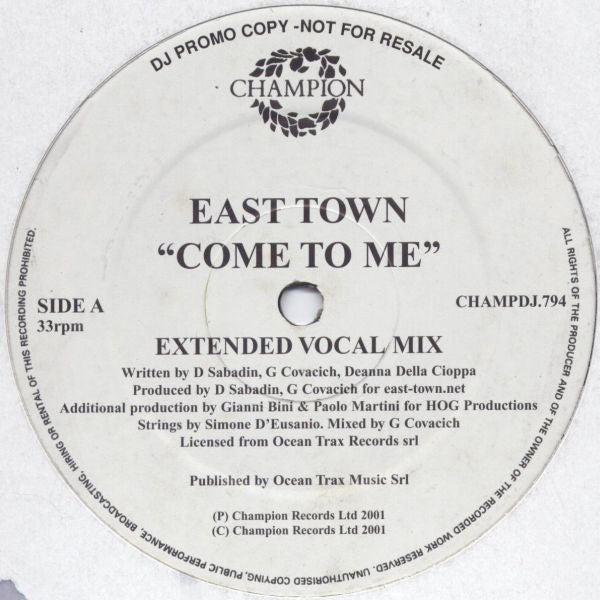 DJ PROMO COPY -NOT FOR RESALE
CHAMPION
EAST TOWN
“COME TO ME”
SIDE A
33rpm
CHAMPDJ.794
EXTENDED VOCAL MIX
Written by D Sabadin, G Covacich, Deanna Della Cioppa
Produced by D Sabadin, G Covacich for east-town.net
Additional production by Gianni Bini & Paolo Martini for HOG Productions
Strings by Simone D'Eusanio. Mixed by G Covacich
Licensed from Ocean Trax Records srl
Published by Ocean Trax Music Srl
(P) Champion Records Ltd 2001
(C) Champion Records Ltd 2001
ALL RIGHTS OF THE PRODUCER AND OF THE OWNER OF THE RECORDED WORK RESERVED. UNAUTHORISED COPYING, PUBLIC PERFORMANCE, BROADCASTING, HIRING OR RENTAL OF THIS RECORDING PROHIBITED.